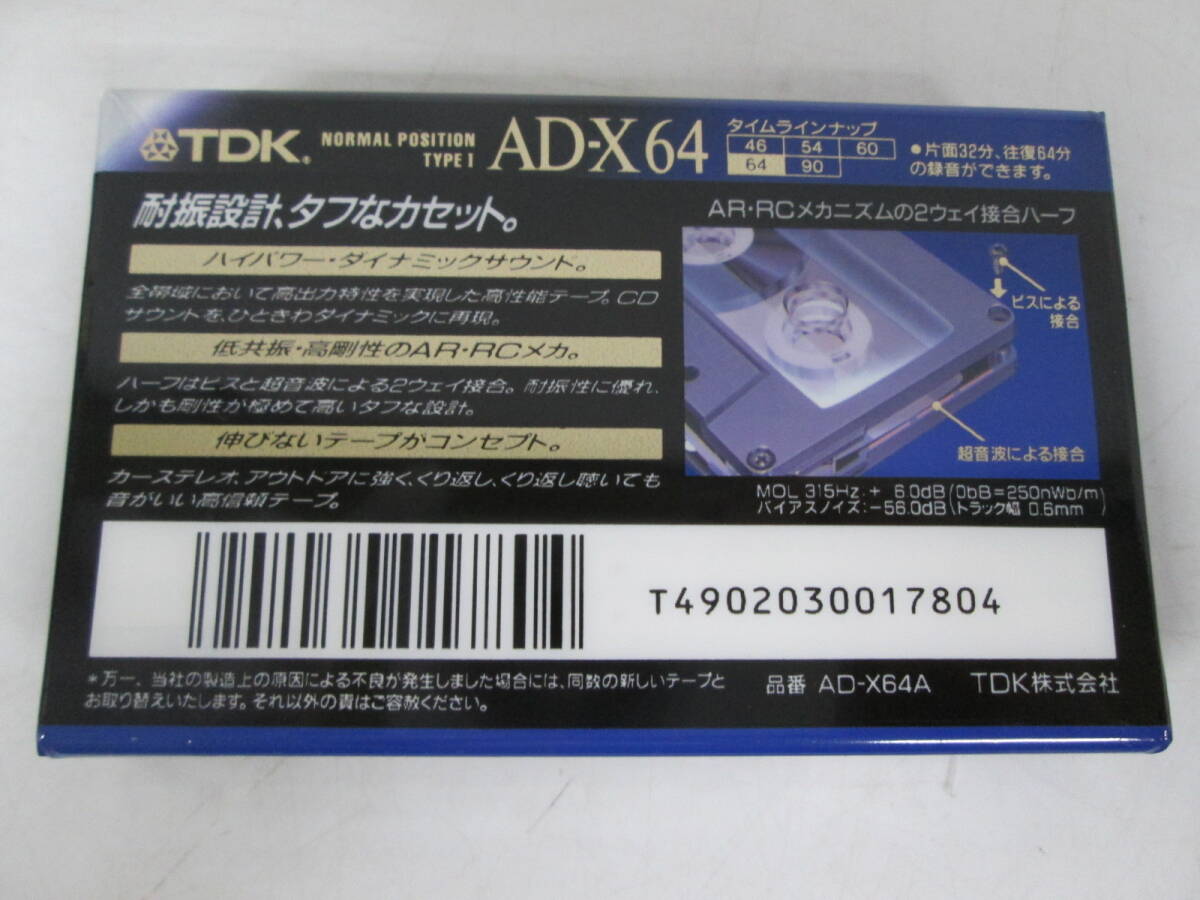 TDK®
NORMAL POSITION
TYPE I
AD-X 64
タイムラインナップ
46 54 60
64 90
●片面32分、往復64分
の録音ができます。
耐振設計、タフなカセット。
ハイパワー・ダイナミックサウンド。
全帯域において高出力特性を実現した高性能テープ。CD
サウンドを、ひときわダイナミックに再現。
低共振・高剛性のAR・RCメカ。
ハーフはビスと超音波による2ウェイ接合。耐振性に優れ、
しかも剛性が極めて高いタフな設計。
伸びないテープがコンセプト。
カーステレオ、アウトドアに強く、くり返し、くり返し聴いても
音がいい高信頼テープ。
AR・RCメカニズムの2ウェイ接合ハーフ
ビスによる
接合
超音波による接合
MOL 315Hz:+ 6.0dB(0bB=250nWb/m)
バイアスノイズ:-56.0dB(トラック幅 0.6mm)
T4902030017804
*万一、当社の製造上の原因による不良が発生しました場合には、同数の新しいテープと
お取り替えいたします。それ以外の責はご容赦ください。
品番 AD-X64A TDK株式会社